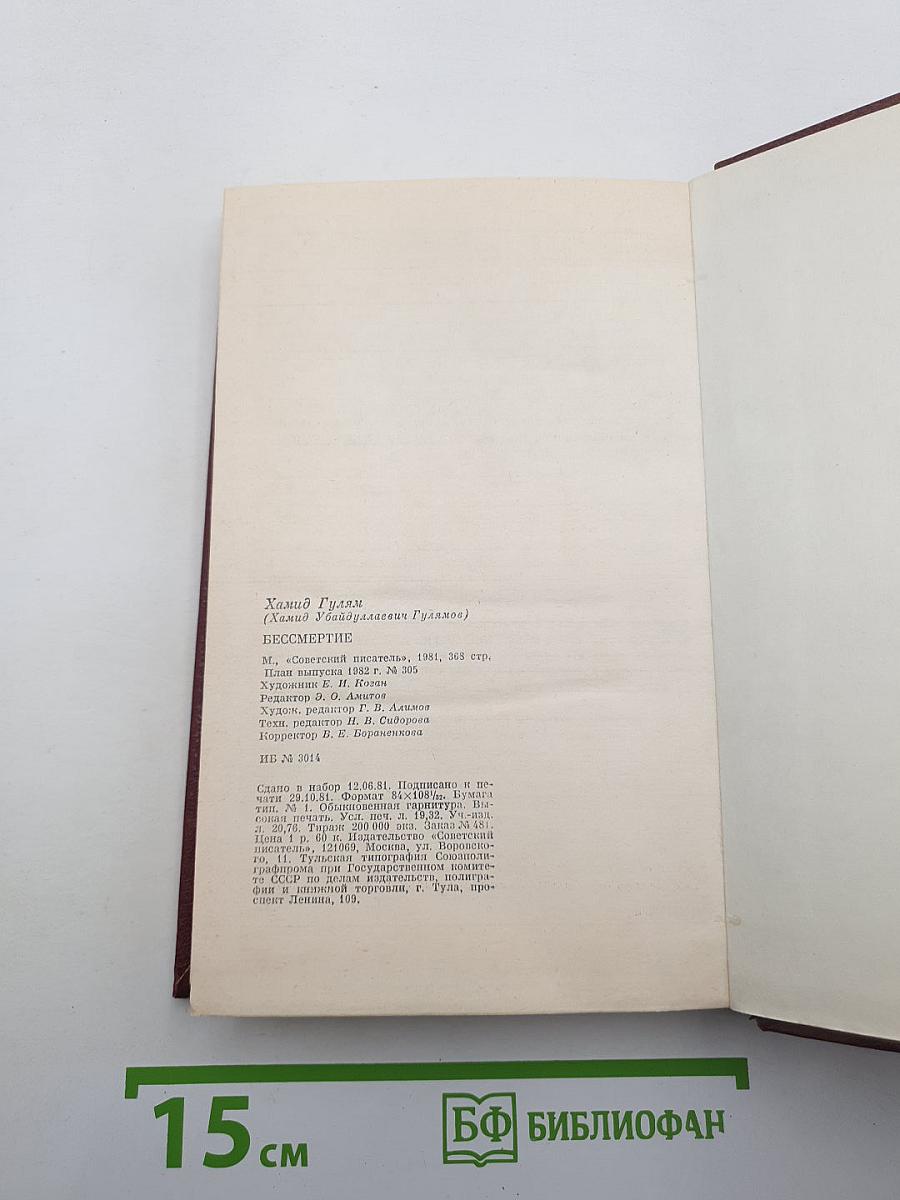 Хамид Гулям
(Хамид Убайдуллаевич Гулямов)
БЕССМЕРТИЕ
М., «Советский писатель», 1981, 368 стр.
План выпуска 1982 г. № 305
Художник Е. И. Коган
Редактор Э. О. Амитов
Худож. редактор Г. В. Алимов
Техн. редактор Н. В. Сидорова
Корректор В. Е. Бораненкова
ИБ № 3014
Сдано в набор 12.06.81. Подписано к пе-
чати 29.10.81. Формат 84×108¹/₃₂. Бумага
тип. № 1. Обыкновенная гарнитура. Вы-
сокая печать. Усл. печ. л. 19,32. Уч.-изд.
л. 20,76. Тираж 200 000 экз. Заказ № 481.
Цена 1 р. 60 к. Издательство «Советский
писатель», 121069, Москва, ул. Воровско-
го, 11. Тульская типография Союзполи-
графпрома при Государственном комите-
те СССР по делам издательств, полигра-
фии и книжной торговли, г. Тула, про-
спект Ленина, 109.
15 см
БФ БИБЛИОФАН